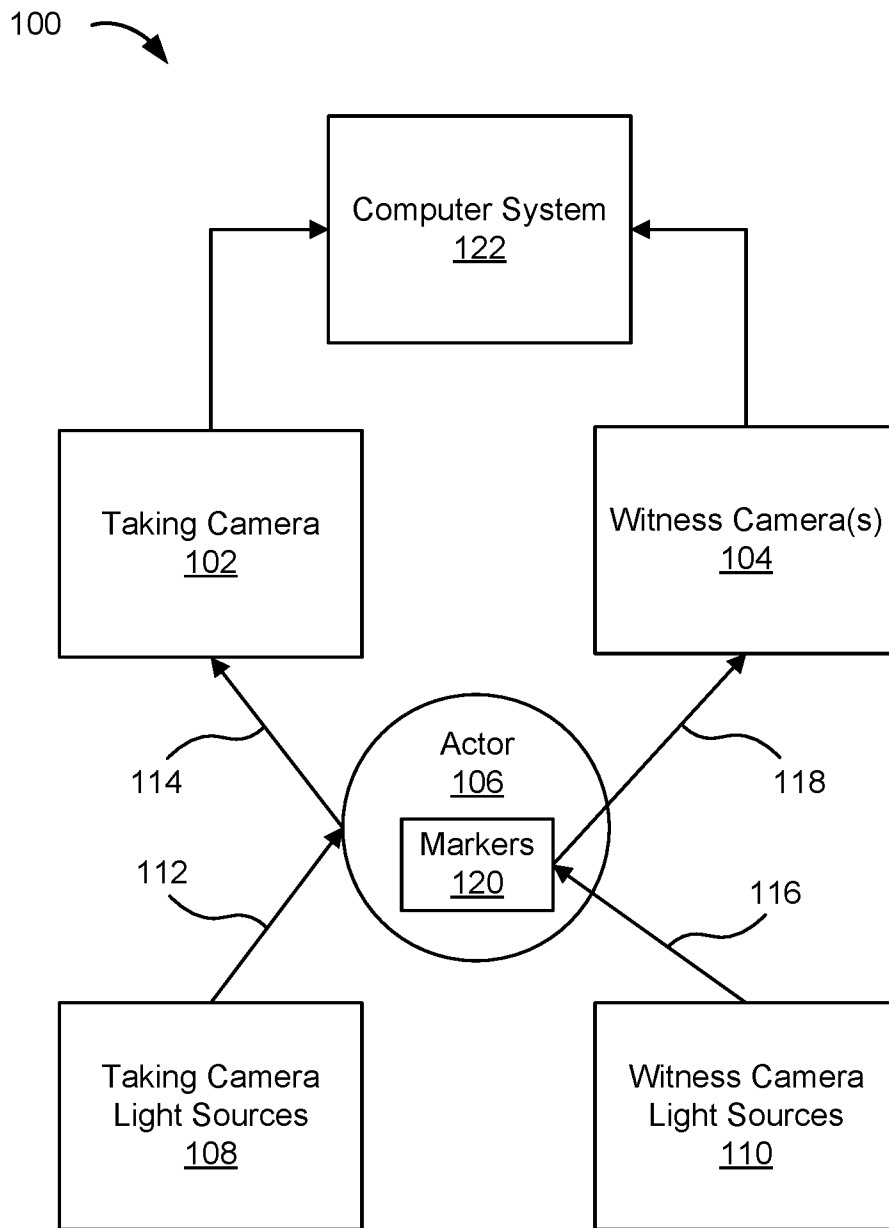 100
Computer System
122
Taking Camera
102
Witness Camera(s)
104
Actor
106
114
118
Markers
120
112
116
Taking Camera
Light Sources
108
Witness Camera
Light Sources
110